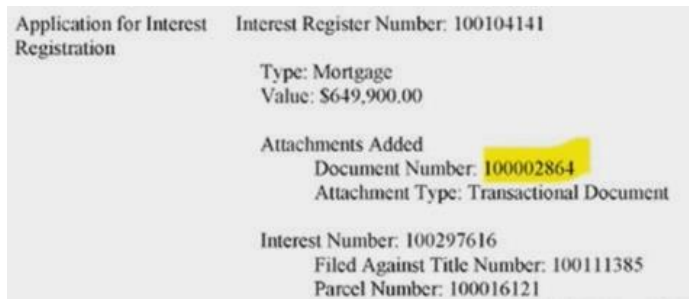 Application for Interest Registration
Interest Register Number: 100104141
Type: Mortgage
Value: $649,900.00
Attachments Added
Document Number: 100002864
Attachment Type: Transactional Document
Interest Number: 100297616
Filed Against Title Number: 100111385
Parcel Number: 100016121